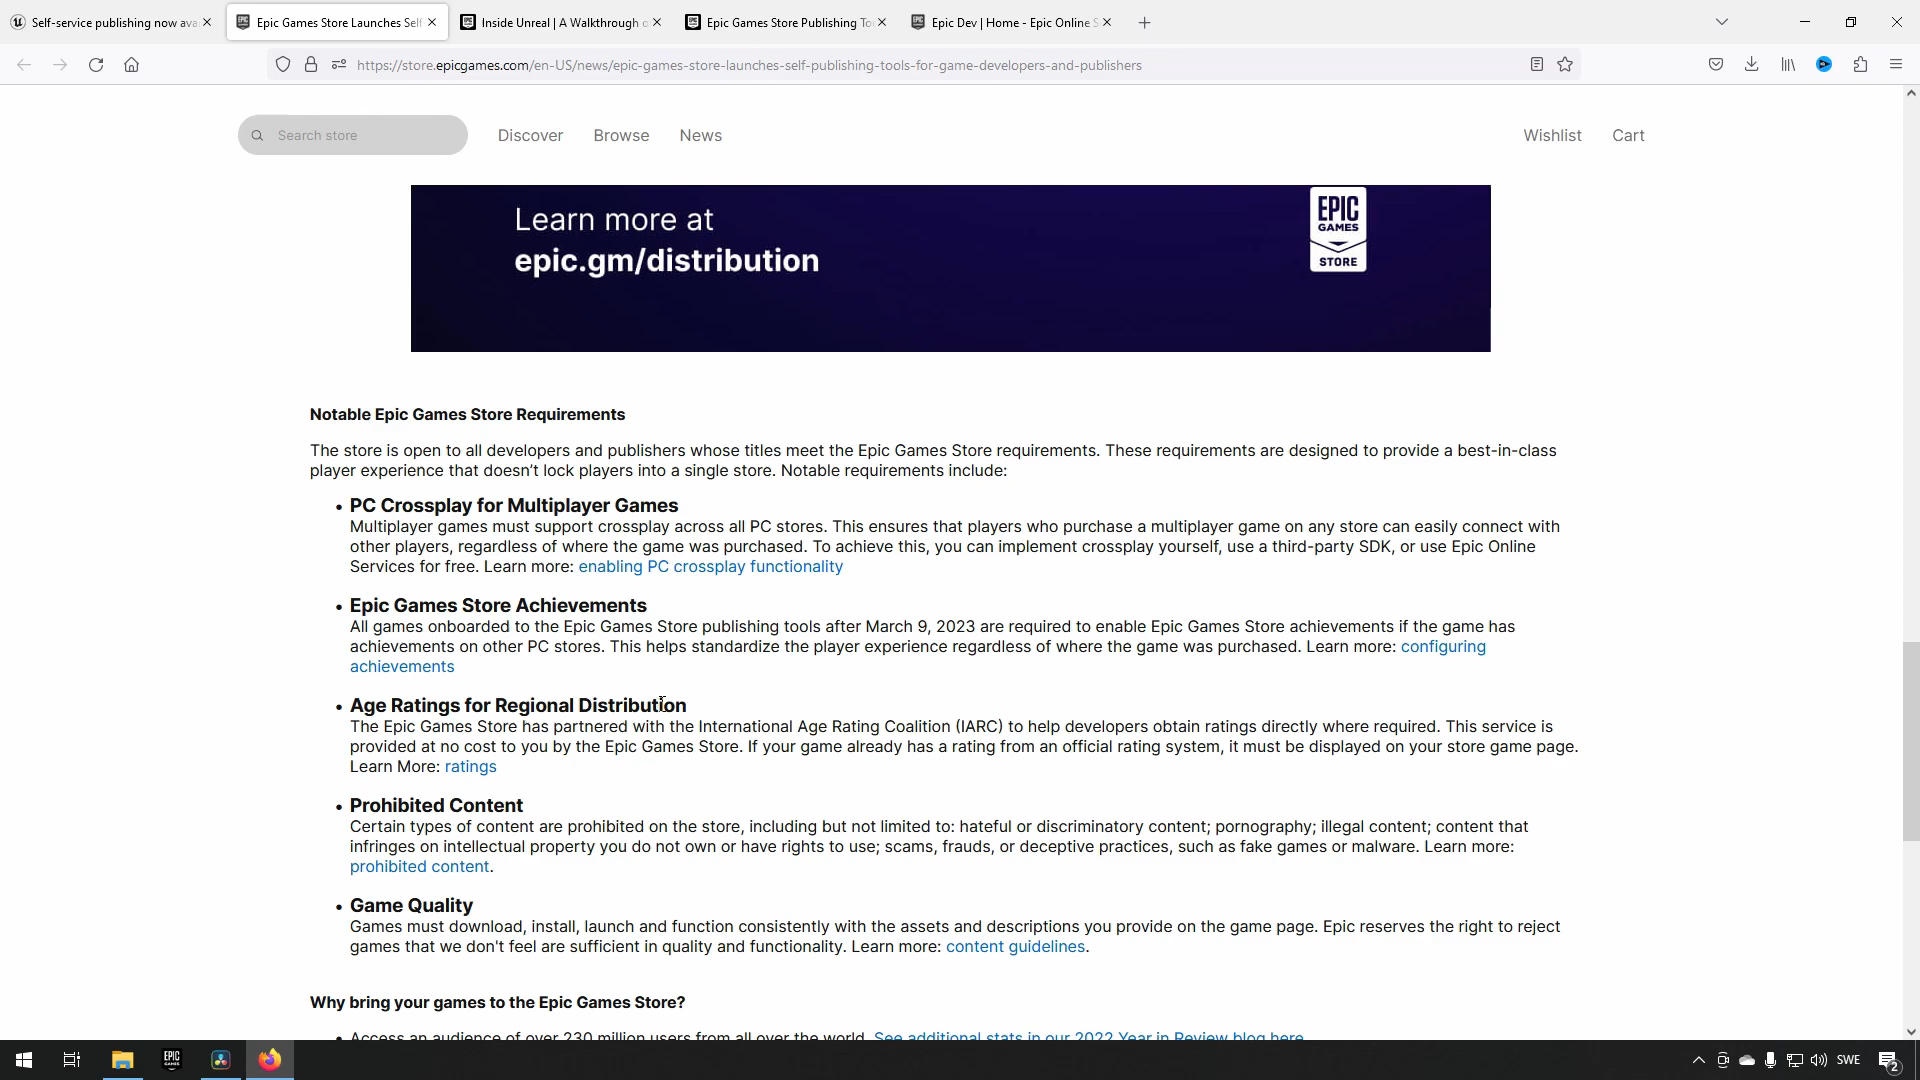 Self-service publishing now ava
Epic Games Store Launches Self
Inside Unreal | A Walkthrough o
Epic Games Store Publishing To
Epic Dev | Home - Epic Online S
https://store.epicgames.com/en-US/news/epic-games-store-launches-self-publishing-tools-for-game-developers-and-publishers
Search store
Discover
Browse
News
Wishlist
Cart
Learn more at
epic.gm/distribution
EPIC
GAMES
STORE
Notable Epic Games Store Requirements
The store is open to all developers and publishers whose titles meet the Epic Games Store requirements. These requirements are designed to provide a best-in-class
player experience that doesn’t lock players into a single store. Notable requirements include:
• PC Crossplay for Multiplayer Games
Multiplayer games must support crossplay across all PC stores. This ensures that players who purchase a multiplayer game on any store can easily connect with
other players, regardless of where the game was purchased. To achieve this, you can implement crossplay yourself, use a third-party SDK, or use Epic Online
Services for free. Learn more: enabling PC crossplay functionality
• Epic Games Store Achievements
All games onboarded to the Epic Games Store publishing tools after March 9, 2023 are required to enable Epic Games Store achievements if the game has
achievements on other PC stores. This helps standardize the player experience regardless of where the game was purchased. Learn more: configuring
achievements
• Age Ratings for Regional Distribution
The Epic Games Store has partnered with the International Age Rating Coalition (IARC) to help developers obtain ratings directly where required. This service is
provided at no cost to you by the Epic Games Store. If your game already has a rating from an official rating system, it must be displayed on your store game page.
Learn More: ratings
• Prohibited Content
Certain types of content are prohibited on the store, including but not limited to: hateful or discriminatory content; pornography; illegal content; content that
infringes on intellectual property you do not own or have rights to use; scams, frauds, or deceptive practices, such as fake games or malware. Learn more:
prohibited content.
• Game Quality
Games must download, install, launch and function consistently with the assets and descriptions you provide on the game page. Epic reserves the right to reject
games that we don't feel are sufficient in quality and functionality. Learn more: content guidelines.
Why bring your games to the Epic Games Store?
• Access an audience of over 230 million users from all over the world. See additional stats in our 2022 Year in Review blog here
EPIC
GAMES
SWE
2